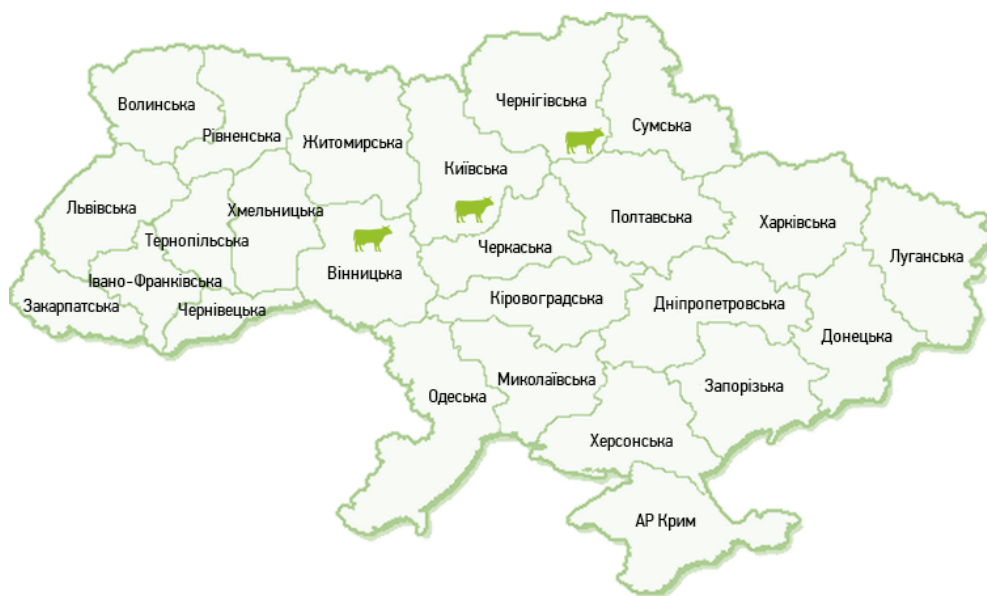 Чернігівська
Волинська
Сумська
Рівненська
Житомирська
Київська
Львівська
Хмельницька
Полтавська
Харківська
Тернопільська
Черкаська
Луганська
Вінницька
Івано-Франківська
Кіровоградська
Дніпропетровська
Закарпатська
Чернівецька
Донецька
Миколаївська
Запорізька
Одеська
Херсонська
АР Крим